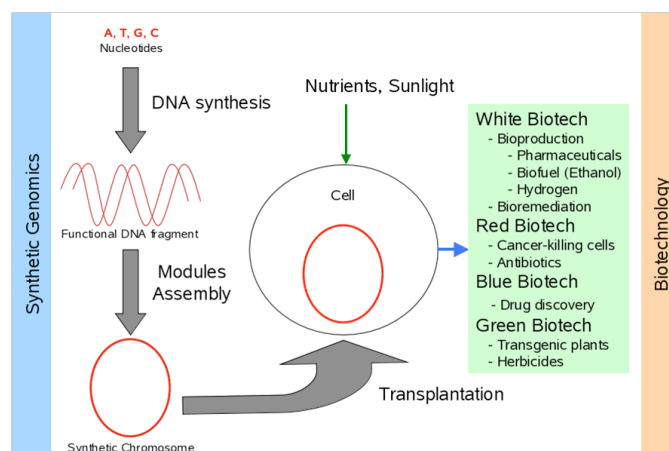 Synthetic Genomics
A, T, G, C
Nucleotides
DNA synthesis
Functional DNA fragment
Modules
Assembly
Synthetic Chromosome
Nutrients, Sunlight
Cell
Transplantation
White Biotech
- Bioproduction
- Pharmaceuticals
- Biofuel (Ethanol)
- Hydrogen
- Bioremediation
Red Biotech
- Cancer-killing cells
- Antibiotics
Blue Biotech
- Drug discovery
Green Biotech
- Transgenic plants
- Herbicides
Biotechnology